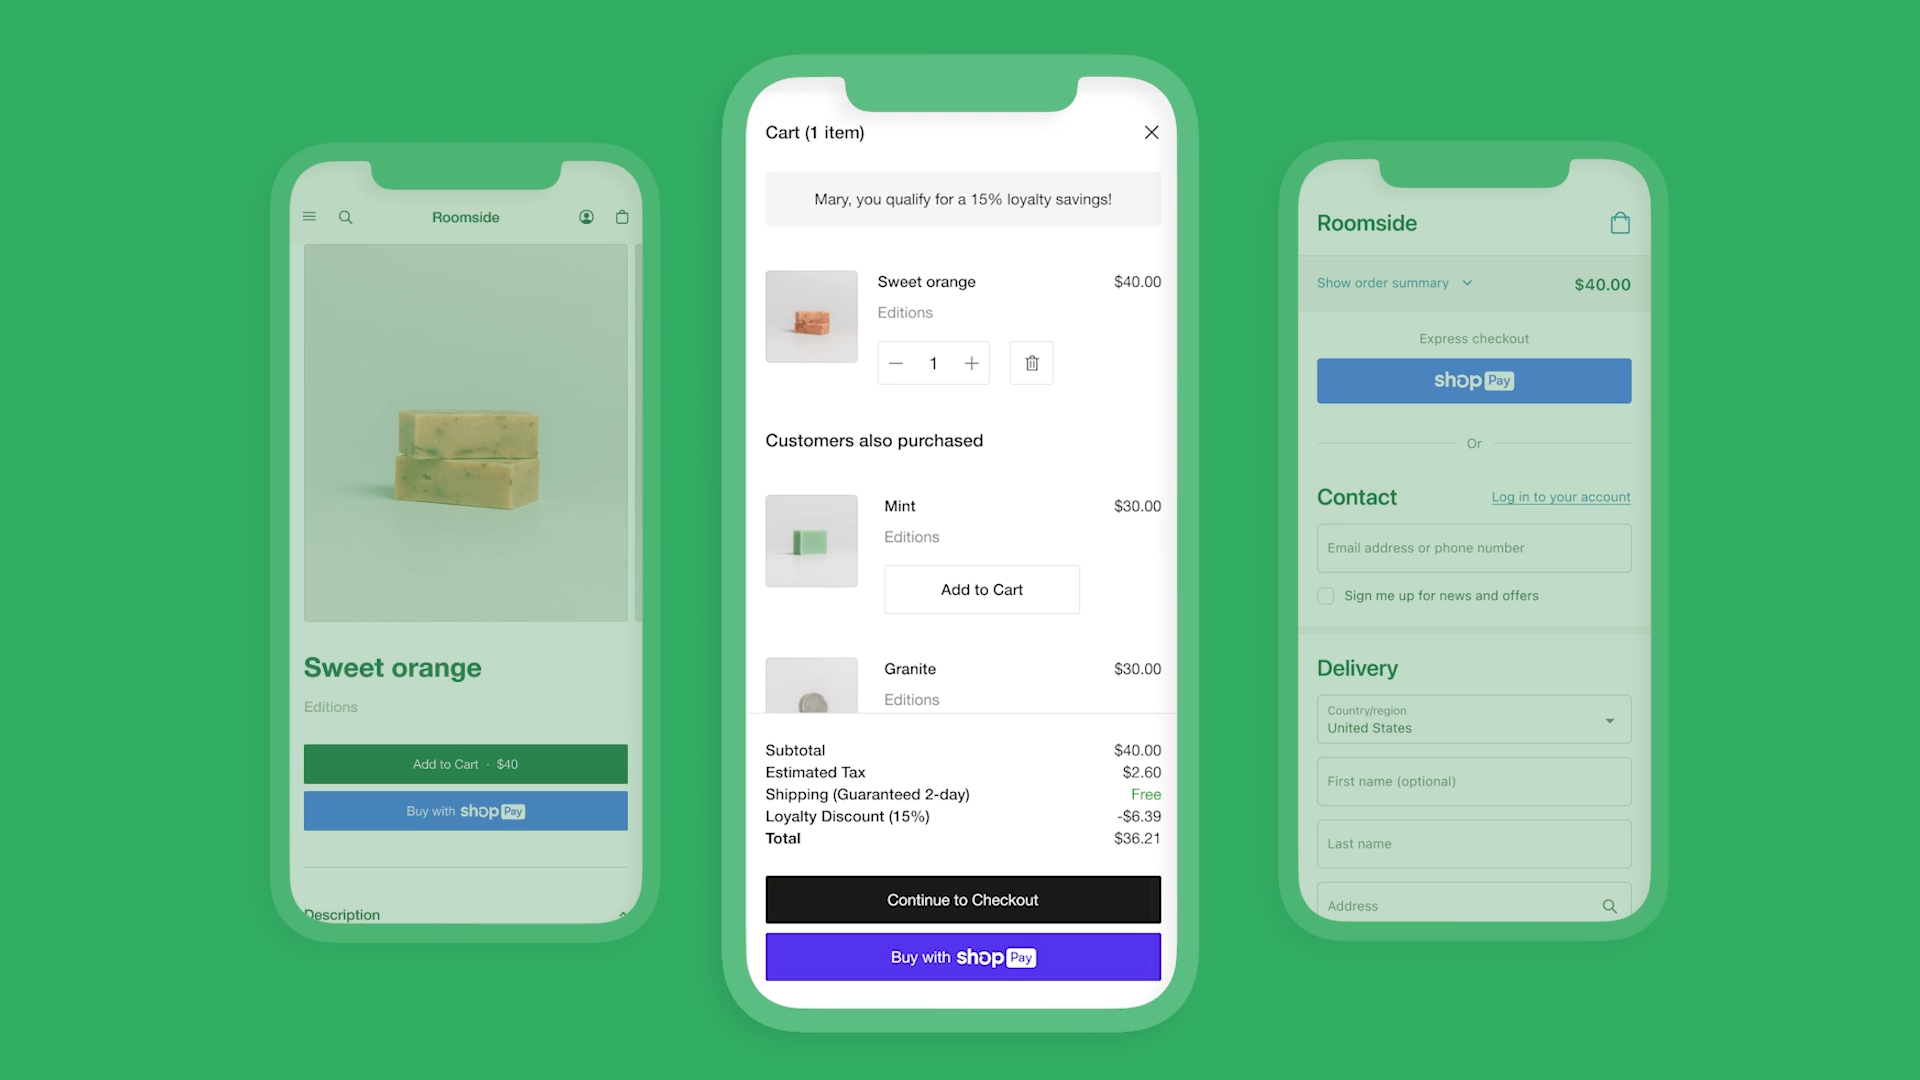 Roomside
Sweet orange
Editions
Add to Cart · $40
Buy with shop Pay
Description
Cart (1 item)
Mary, you qualify for a 15% loyalty savings!
Sweet orange $40.00
Editions
1
Customers also purchased
Mint $30.00
Editions
Add to Cart
Granite $30.00
Editions
Subtotal $40.00
Estimated Tax $2.60
Shipping (Guaranteed 2-day) Free
Loyalty Discount (15%) -$6.39
Total $36.21
Continue to Checkout
Buy with shop Pay
Roomside
Show order summary $40.00
Express checkout
shop Pay
Or
Contact Log in to your account
Email address or phone number
Sign me up for news and offers
Delivery
Country/region
United States
First name (optional)
Last name
Address